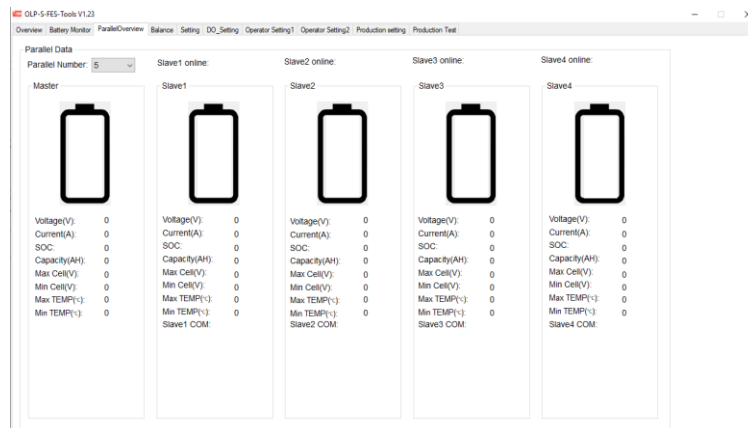 OLP-S-FES-Tools V1.23
Overview Battery Monitor ParallelOverview Balance Setting DO_Setting Operator Setting1 Operator Setting2 Production setting Production Test
Parallel Data
Parallel Number: 5 Slave1 online: Slave2 online: Slave3 online: Slave4 online:
Master Slave1 Slave2 Slave3 Slave4
Voltage(V): 0 Voltage(V): 0 Voltage(V): 0 Voltage(V): 0 Voltage(V): 0
Current(A): 0 Current(A): 0 Current(A): 0 Current(A): 0 Current(A): 0
SOC: 0 SOC: 0 SOC: 0 SOC: 0 SOC: 0
Capacity(AH): 0 Capacity(AH): 0 Capacity(AH): 0 Capacity(AH): 0 Capacity(AH): 0
Max Cell(V): 0 Max Cell(V): 0 Max Cell(V): 0 Max Cell(V): 0 Max Cell(V): 0
Min Cell(V): 0 Min Cell(V): 0 Min Cell(V): 0 Min Cell(V): 0 Min Cell(V): 0
Max TEMP(℃): 0 Max TEMP(℃): 0 Max TEMP(℃): 0 Max TEMP(℃): 0 Max TEMP(℃): 0
Min TEMP(℃): 0 Min TEMP(℃): 0 Min TEMP(℃): 0 Min TEMP(℃): 0 Min TEMP(℃): 0
Slave1 COM: Slave2 COM: Slave3 COM: Slave4 COM: